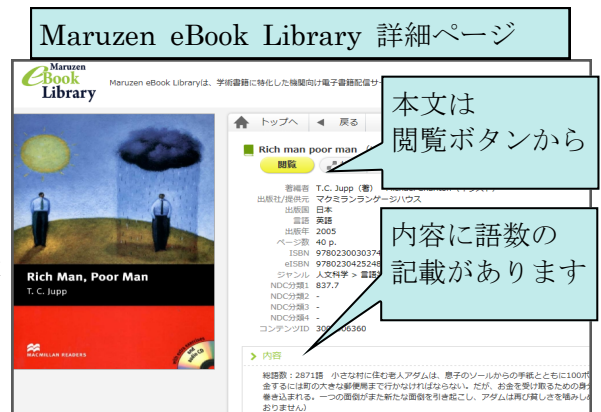 Maruzen eBook Library 詳細ページ
Maruzen
eBook
Library
Maruzen eBook Libraryは、学術書籍に特化した機関向け電子書籍配信サー
本文は
閲覧ボタンから
トップへ
戻る
Rich man poor man
閲覧
著編者 T.C. Jupp（著）
出版社/提供元 マクミランランゲージハウス
出版国 日本
言語 英語
出版年 2005
ページ数 40 p.
ISBN 9780230030374
eISBN 9780230425248
ジャンル 人文科学 > 言語
NDC分類1 837.7
NDC分類2 -
NDC分類3 -
NDC分類4 -
コンテンツID
内容に語数の
記載があります
Rich Man, Poor Man
T. C. Jupp
MACMILLAN READERS
audio CD
内容
総語数：2871語 小さな村に住む老人アダムは、息子のソールからの手紙とともに100ポ
金するには町の大きな郵便局まで行かなければならない。だが、お金を受け取るための身分
巻き込まれる。一つの面倒がまた新たな面倒を引き起こし、アダムは再び貧しさを噛みしめ
おりません）